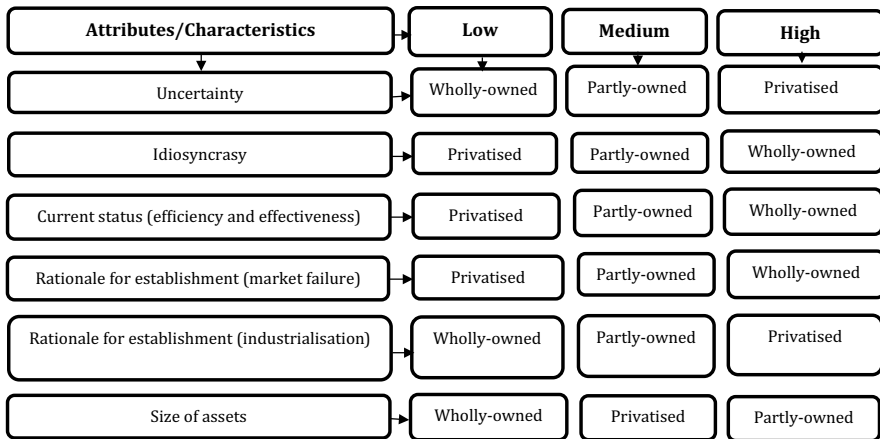 Attributes/Characteristics Low Medium High
Uncertainty Wholly-owned Partly-owned Privatised
Idiosyncrasy Privatised Partly-owned Wholly-owned
Current status (efficiency and effectiveness) Privatised Partly-owned Wholly-owned
Rationale for establishment (market failure) Privatised Partly-owned Wholly-owned
Rationale for establishment (industrialisation) Wholly-owned Partly-owned Privatised
Size of assets Wholly-owned Privatised Partly-owned